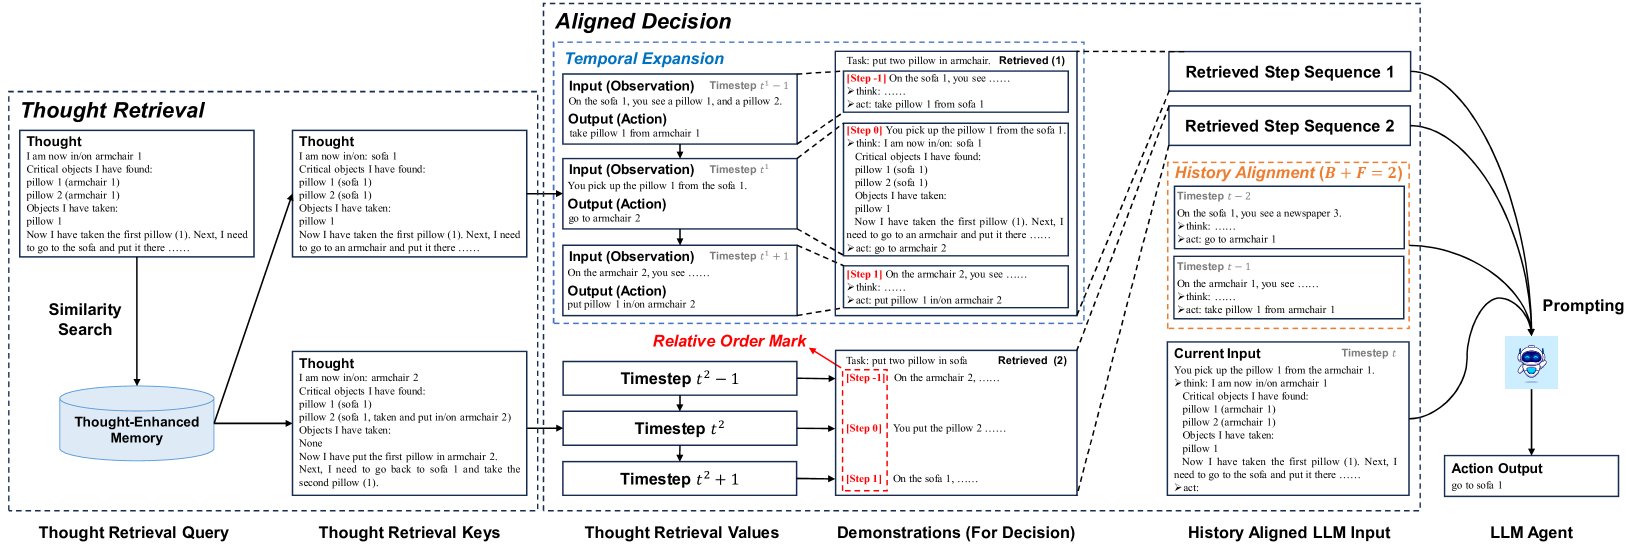 Thought Retrieval
Thought
I am now in/on armchair 1
Critical objects I have found:
pillow 1 (armchair 1)
pillow 2 (armchair 1)
Objects I have taken:
pillow 1
Now I have taken the first pillow (1). Next, I need
to go to the sofa and put it there ……
Similarity
Search
Thought-Enhanced
Memory
Thought Retrieval Query
Thought
I am now in/on: sofa 1
Critical objects I have found:
pillow 1 (sofa 1)
pillow 2 (sofa 1)
Objects I have taken:
pillow 1
Now I have taken the first pillow (1). Next, I need
to go to an armchair and put it there ……
Thought
I am now in/on: armchair 2
Critical objects I have found:
pillow 1 (sofa 1)
pillow 2 (sofa 1, taken and put in/on armchair 2)
Objects I have taken:
None
Now I have put the first pillow in armchair 2.
Next, I need to go back to sofa 1 and take the
second pillow (1).
Thought Retrieval Keys
Aligned Decision
Temporal Expansion
Input (Observation) Timestep t¹ − 1
On the sofa 1, you see a pillow 1, and a pillow 2.
Output (Action)
take pillow 1 from armchair 1
Input (Observation) Timestep t¹
You pick up the pillow 1 from the sofa 1.
Output (Action)
go to armchair 2
Input (Observation) Timestep t¹ + 1
On the armchair 2, you see ……
Output (Action)
put pillow 1 in/on armchair 2
Relative Order Mark
Timestep t² − 1
Timestep t²
Timestep t² + 1
Thought Retrieval Values
Task: put two pillow in armchair. Retrieved (1)
[Step -1] On the sofa 1, you see ……
➢think: ……
➢act: take pillow 1 from sofa 1
[Step 0] You pick up the pillow 1 from the sofa 1.
➢think: I am now in/on: sofa 1
Critical objects I have found:
pillow 1 (sofa 1)
pillow 2 (sofa 1)
Objects I have taken:
pillow 1
Now I have taken the first pillow (1). Next, I
need to go to an armchair and put it there ……
➢act: go to armchair 2
[Step 1] On the armchair 2, you see ……
➢think: ……
➢act: put pillow 1 in/on armchair 2
Task: put two pillow in sofa Retrieved (2)
[Step -1] On the armchair 2, ……
[Step 0] You put the pillow 2 ……
[Step 1] On the sofa 1, ……
Demonstrations (For Decision)
Retrieved Step Sequence 1
Retrieved Step Sequence 2
History Alignment (B + F = 2)
Timestep t − 2
On the sofa 1, you see a newspaper 3.
➢think: ……
➢act: go to armchair 1
Timestep t − 1
On the armchair 1, you see ……
➢think: ……
➢act: take pillow 1 from armchair 1
Current Input Timestep t
You pick up the pillow 1 from the armchair 1.
➢think: I am now in/on armchair 1
Critical objects I have found:
pillow 1 (armchair 1)
pillow 2 (armchair 1)
Objects I have taken:
pillow 1
Now I have taken the first pillow (1). Next, I
need to go to the sofa and put it there ……
➢act:
History Aligned LLM Input
Prompting
Action Output
go to sofa 1
LLM Agent